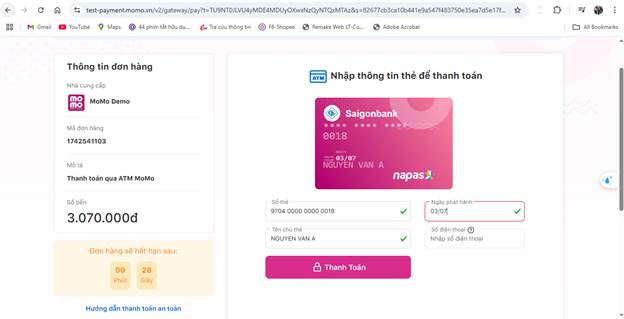 test-payment.momo.vn/v2/gateway/pay?t=TU9NT0JLVU4yMDE4MDUyOXwxNzQyNTQxMTAz&s=82677cb3ca10b441e9a547f483750e35ea7d5e17f...
Gmail
YouTube
Maps
44 phím tắt hữu dụ...
Tra cứu thông tin
F8-Shopee
Remake Web LT-Co...
Adobe Acrobat
All Bookmarks
Thông tin đơn hàng
Nhà cung cấp
momo
MoMo Demo
Mã đơn hàng
1742541103
Mô tả
Thanh toán qua ATM MoMo
Số tiền
3.070.000đ
Đơn hàng sẽ hết hạn sau:
09 28
Phút Giây
Hướng dẫn thanh toán an toàn
ATM Nhập thông tin thẻ để thanh toán
Saigonbank
0018
03/07
NGUYEN VAN A
napas
Số thẻ
9704 0000 0000 0018
Ngày phát hành
03/07
Tên chủ thẻ
NGUYEN VAN A
Số điện thoại
Nhập số điện thoại
Thanh Toán